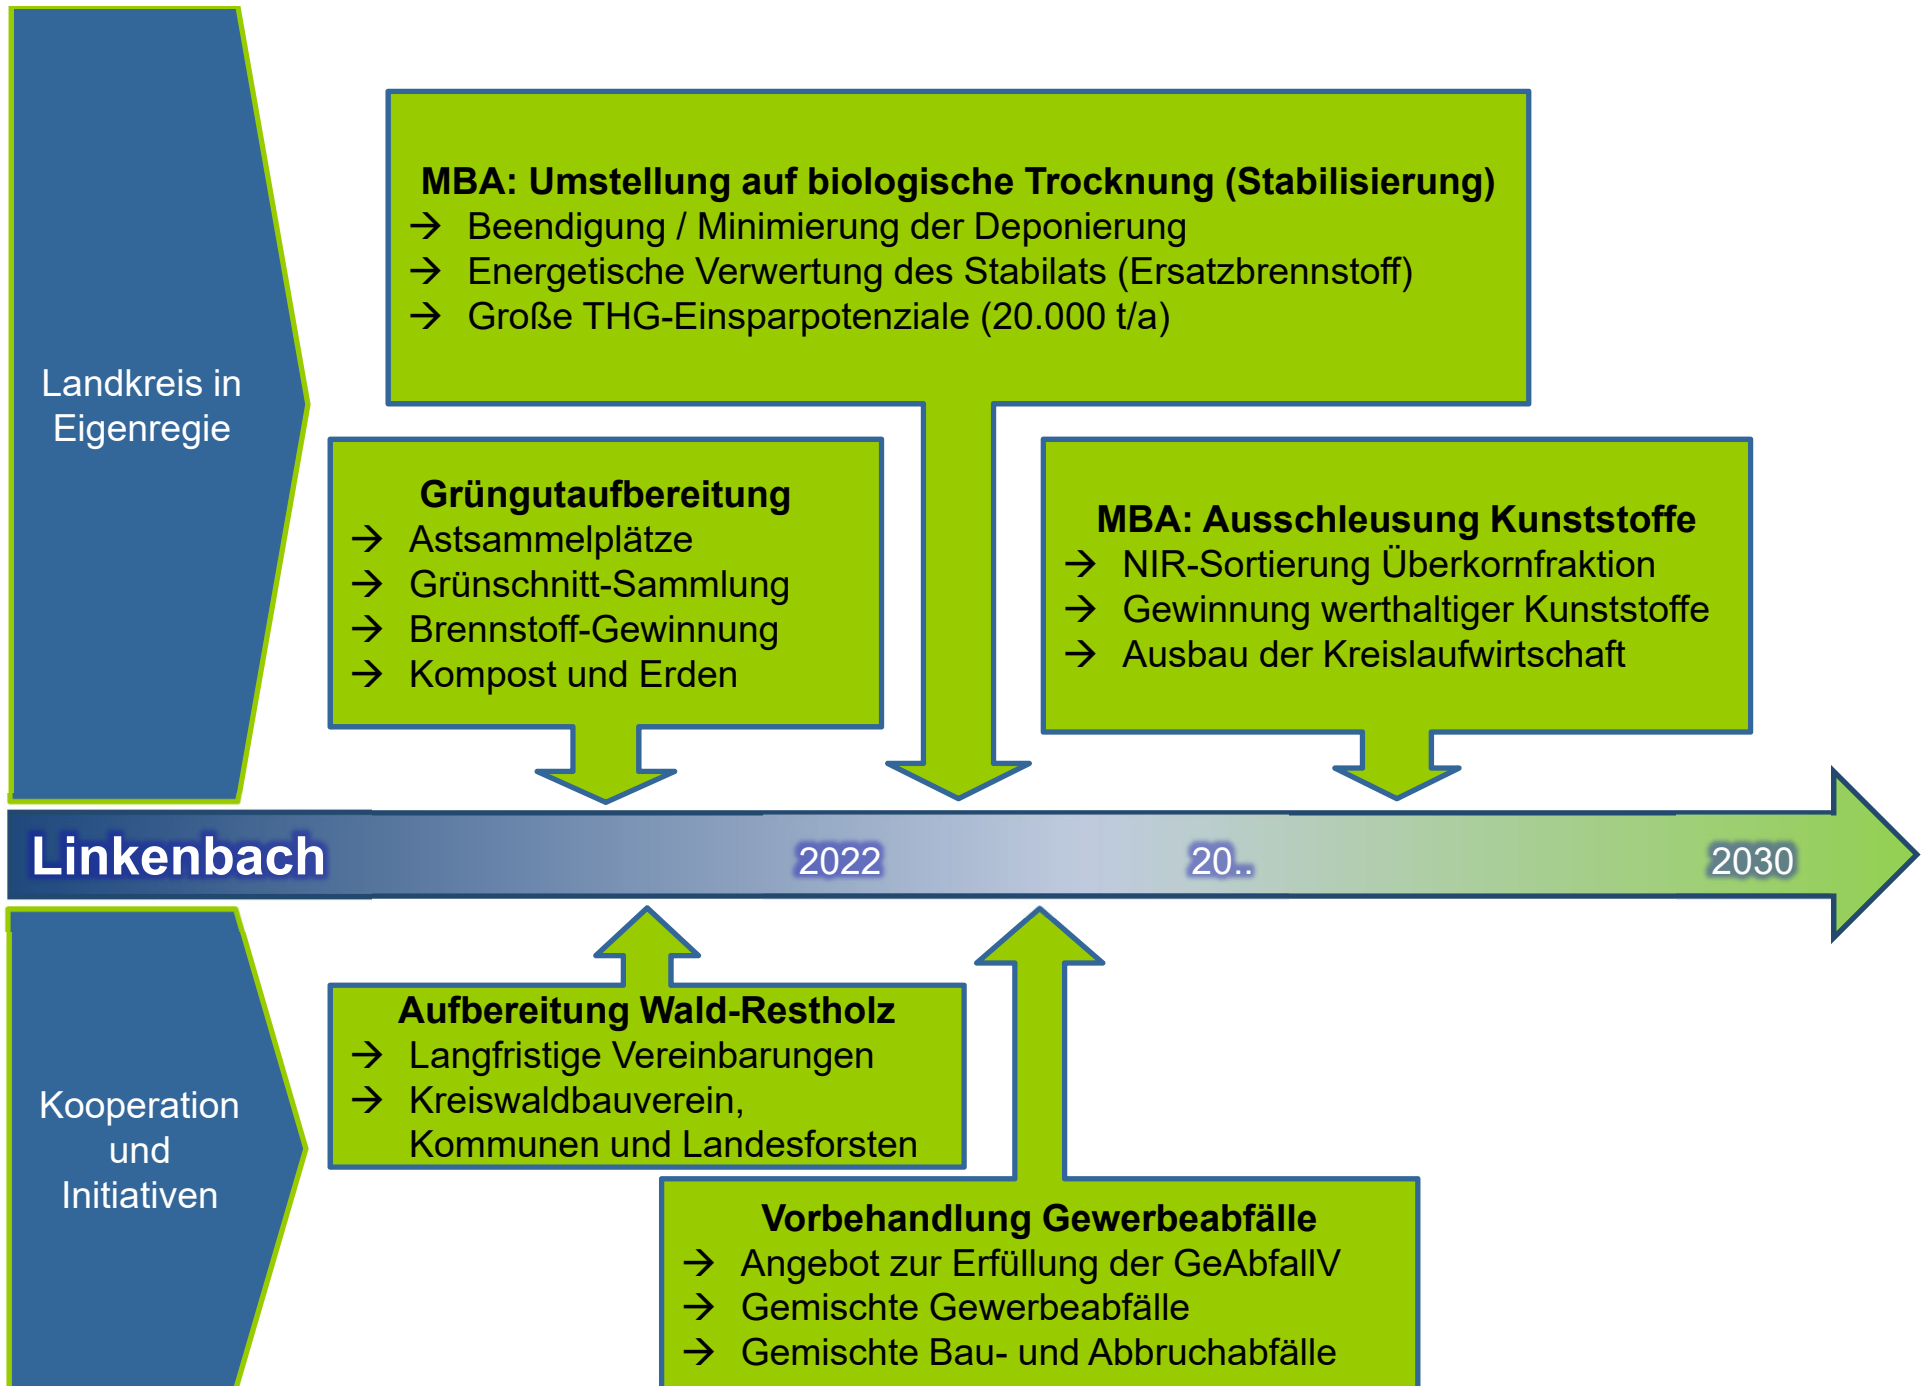 Landkreis in
Eigenregie
MBA: Umstellung auf biologische Trocknung (Stabilisierung)
→ Beendigung / Minimierung der Deponierung
→ Energetische Verwertung des Stabilats (Ersatzbrennstoff)
→ Große THG-Einsparpotenziale (20.000 t/a)
Grüngutaufbereitung
→ Astsammelplätze
→ Grünschnitt-Sammlung
→ Brennstoff-Gewinnung
→ Kompost und Erden
MBA: Ausschleusung Kunststoffe
→ NIR-Sortierung Überkornfraktion
→ Gewinnung werthaltiger Kunststoffe
→ Ausbau der Kreislaufwirtschaft
Linkenbach 2022 20.. 2030
Kooperation
und
Initiativen
Aufbereitung Wald-Restholz
→ Langfristige Vereinbarungen
→ Kreiswaldbauverein,
Kommunen und Landesforsten
Vorbehandlung Gewerbeabfälle
→ Angebot zur Erfüllung der GeAbfallV
→ Gemischte Gewerbeabfälle
→ Gemischte Bau- und Abbruchabfälle